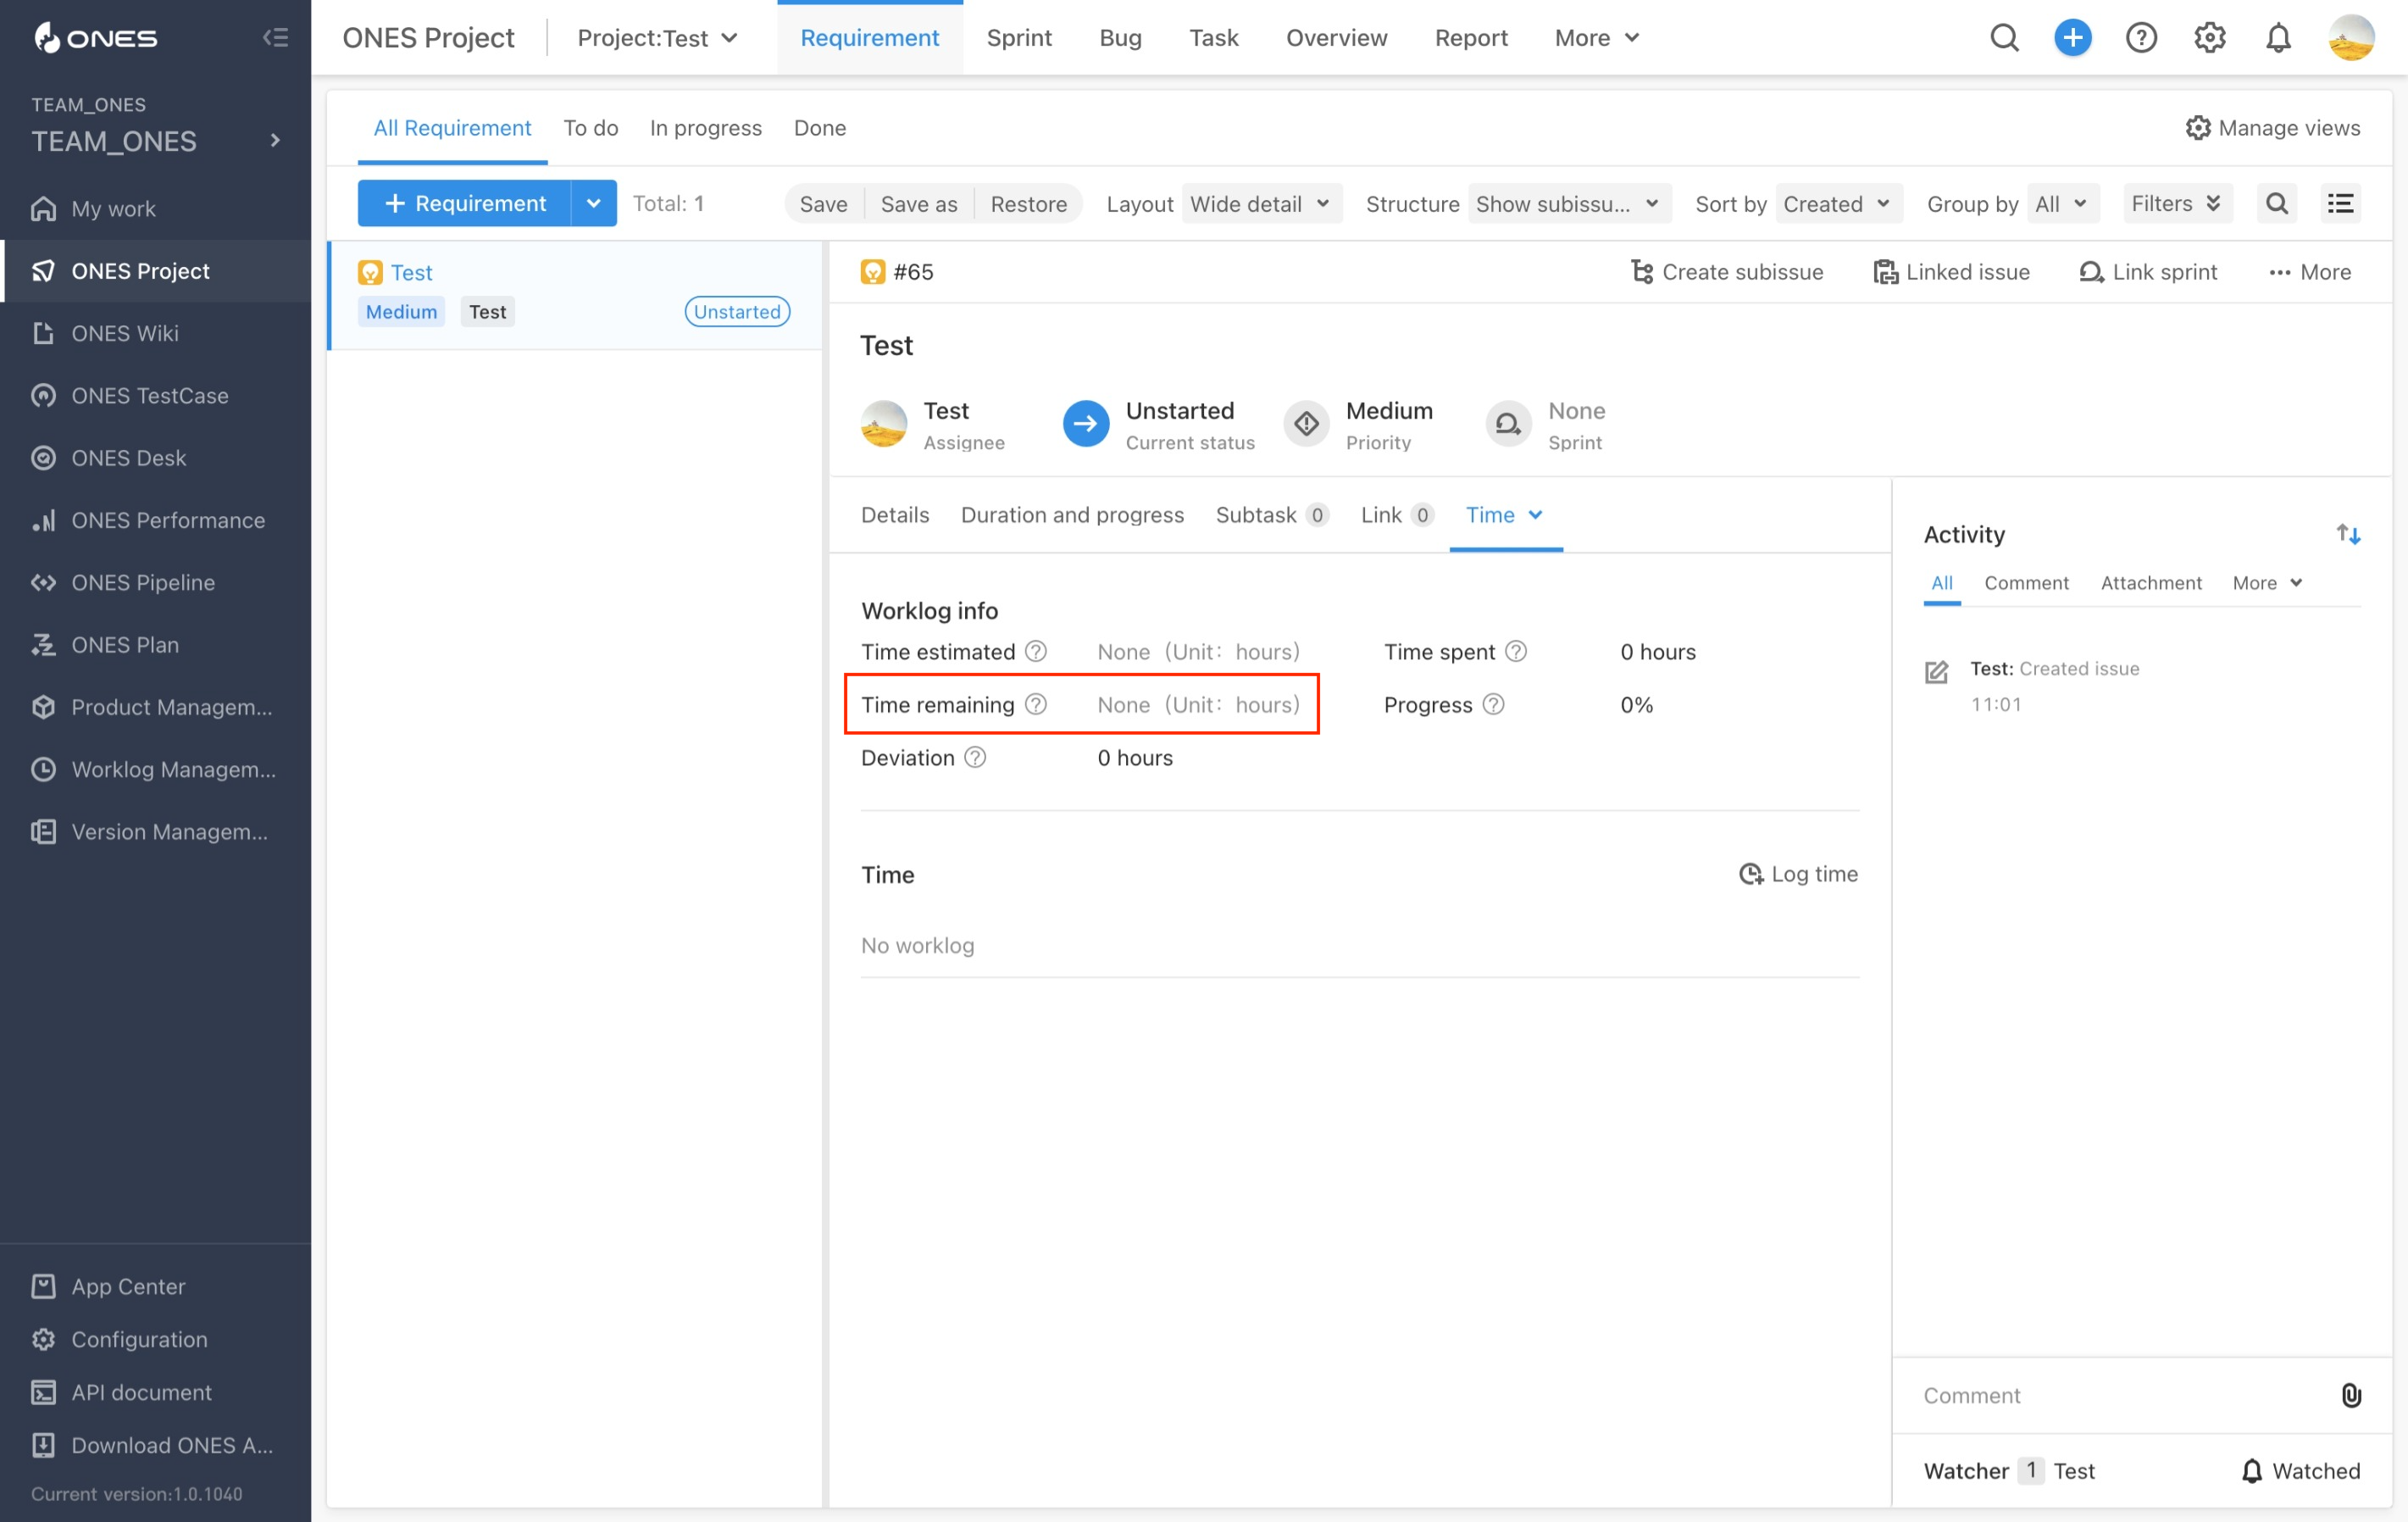 ONES
TEAM_ONES
TEAM_ONES
My work
ONES Project
ONES Wiki
ONES TestCase
ONES Desk
ONES Performance
ONES Pipeline
ONES Plan
Product Managem...
Worklog Managem...
Version Managem...
App Center
Configuration
API document
Download ONES A...
Current version:1.0.1040
ONES Project Project:Test Requirement Sprint Bug Task Overview Report More
All Requirement To do In progress Done Manage views
+ Requirement Total: 1 Save Save as Restore Layout Wide detail Structure Show subissu... Sort by Created Group by All Filters
Test
Medium Test Unstarted
#65 Create subissue Linked issue Link sprint ... More
Test
Test Unstarted Medium None
Assignee Current status Priority Sprint
Details Duration and progress Subtask 0 Link 0 Time
Worklog info
Time estimated ? None (Unit: hours) Time spent ? 0 hours
Time remaining ? None (Unit: hours) Progress ? 0%
Deviation ? 0 hours
Time Log time
No worklog
Activity
All Comment Attachment More
Test: Created issue
11:01
Comment
Watcher 1 Test Watched